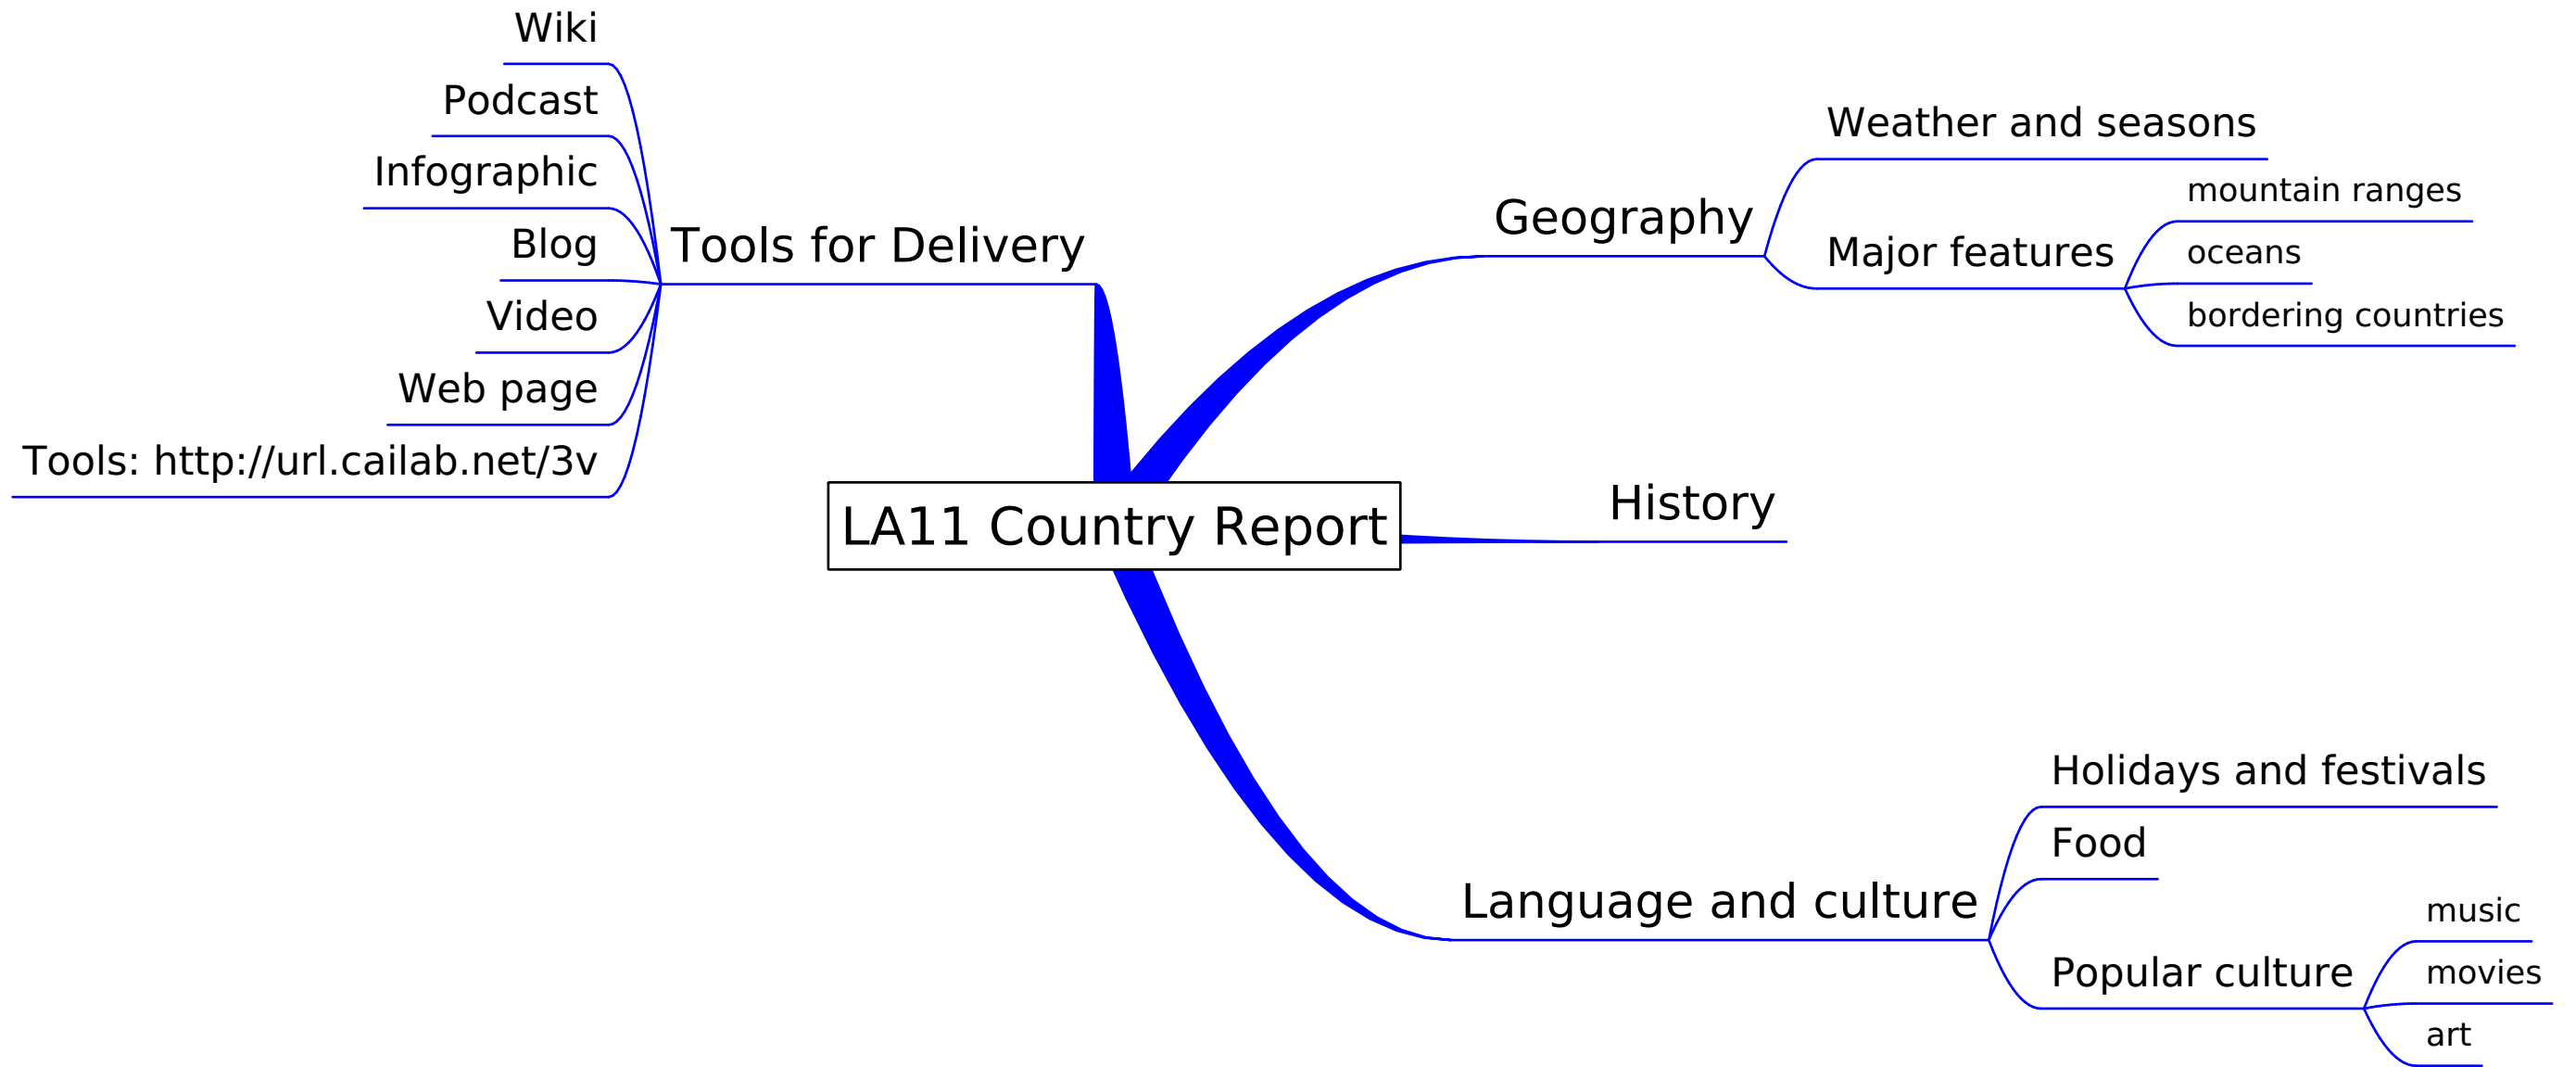 Wiki
Podcast
Infographic
Blog
Video
Web page
Tools: http://url.cailab.net/3v
Tools for Delivery
LA11 Country Report
Geography
Weather and seasons
Major features
mountain ranges
oceans
bordering countries
History
Language and culture
Holidays and festivals
Food
Popular culture
music
movies
art